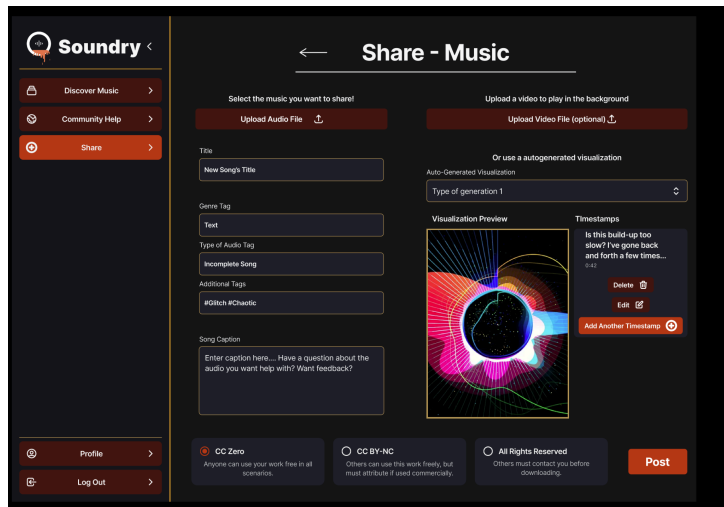 Soundry
Discover Music
Community Help
Share
Profile
Log Out
Share - Music
Select the music you want to share!
Upload Audio File
Title
New Song's Title
Genre Tag
Text
Type of Audio Tag
Incomplete Song
Additional Tags
#Glitch #Chaotic
Song Caption
Enter caption here.... Have a question about the
audio you want help with? Want feedback?
Upload a video to play in the background
Upload Video File (optional)
Or use a autogenerated visualization
Auto-Generated Visualization
Type of generation 1
Visualization Preview
Timestamps
Is this build-up too
slow? I've gone back
and forth a few times...
0:42
Delete
Edit
Add Another Timestamp
CC Zero
Anyone can use your work free in all
scenarios.
CC BY-NC
Others can use this work freely, but
must attribute if used commercially.
All Rights Reserved
Others must contact you before
downloading.
Post